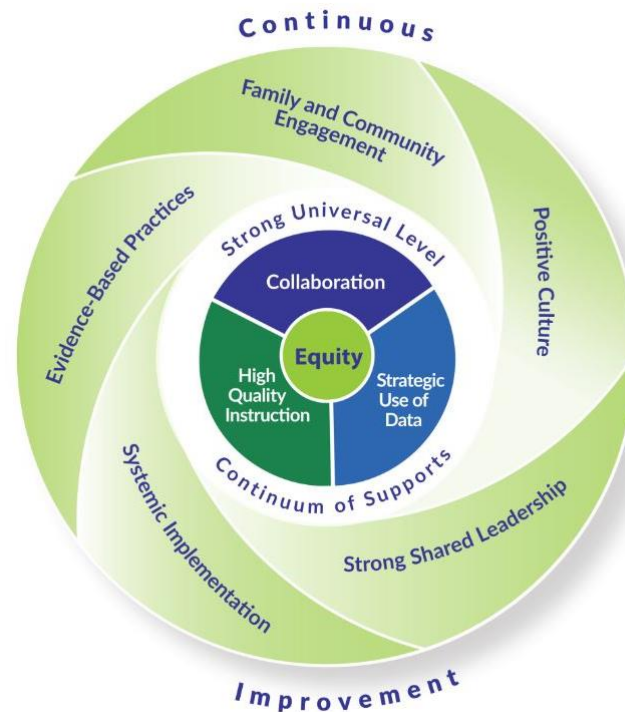 Continuous
Family and Community
Engagement
Positive Culture
Evidence-Based Practices
Strong Universal Level
Collaboration
Equity
High
Quality
Instruction
Strategic
Use of
Data
Continuum of Supports
Systemic Implementation
Strong Shared Leadership
Improvement